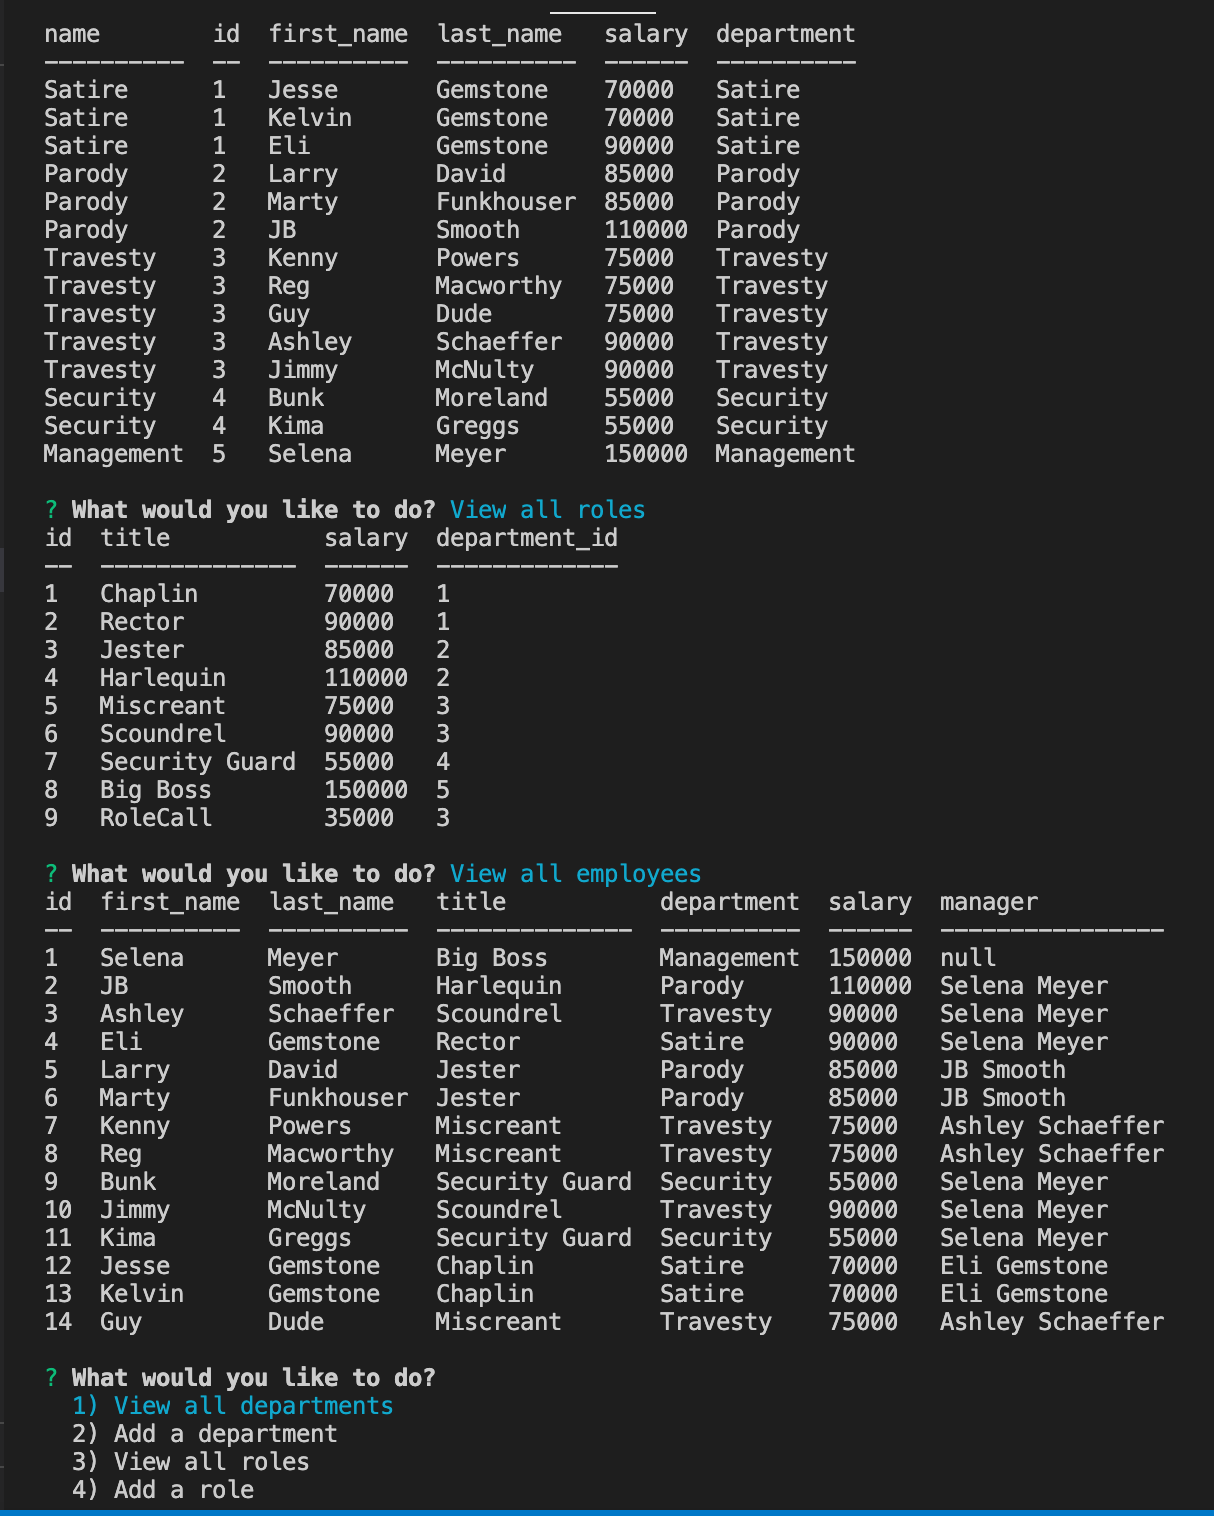 name        id  first_name  last_name   salary  department
----------  --  ----------  ----------  ------  ----------
Satire      1   Jesse       Gemstone    70000   Satire
Satire      1   Kelvin      Gemstone    70000   Satire
Satire      1   Eli         Gemstone    90000   Satire
Parody      2   Larry       David       85000   Parody
Parody      2   Marty       Funkhouser  85000   Parody
Parody      2   JB          Smooth      110000  Parody
Travesty    3   Kenny       Powers      75000   Travesty
Travesty    3   Reg         Macworthy   75000   Travesty
Travesty    3   Guy         Dude        75000   Travesty
Travesty    3   Ashley      Schaeffer   90000   Travesty
Travesty    3   Jimmy       McNulty     90000   Travesty
Security    4   Bunk        Moreland    55000   Security
Security    4   Kima        Greggs      55000   Security
Management  5   Selena      Meyer       150000  Management
? What would you like to do? View all roles
id  title           salary  department_id
--  --------------  ------  -------------
1   Chaplin         70000   1
2   Rector          90000   1
3   Jester          85000   2
4   Harlequin       110000  2
5   Miscreant       75000   3
6   Scoundrel       90000   3
7   Security Guard  55000   4
8   Big Boss        150000  5
9   RoleCall        35000   3
? What would you like to do? View all employees
id  first_name  last_name   title           department  salary  manager
--  ----------  ----------  --------------  ----------  ------  ----------------
1   Selena      Meyer       Big Boss        Management  150000  null
2   JB          Smooth      Harlequin       Parody      110000  Selena Meyer
3   Ashley      Schaeffer   Scoundrel       Travesty    90000   Selena Meyer
4   Eli         Gemstone    Rector          Satire      90000   Selena Meyer
5   Larry       David       Jester          Parody      85000   JB Smooth
6   Marty       Funkhouser  Jester          Parody      85000   JB Smooth
7   Kenny       Powers      Miscreant       Travesty    75000   Ashley Schaeffer
8   Reg         Macworthy   Miscreant       Travesty    75000   Ashley Schaeffer
9   Bunk        Moreland    Security Guard  Security    55000   Selena Meyer
10  Jimmy       McNulty     Scoundrel       Travesty    90000   Selena Meyer
11  Kima        Greggs      Security Guard  Security    55000   Selena Meyer
12  Jesse       Gemstone    Chaplin         Satire      70000   Eli Gemstone
13  Kelvin      Gemstone    Chaplin         Satire      70000   Eli Gemstone
14  Guy         Dude        Miscreant       Travesty    75000   Ashley Schaeffer
? What would you like to do?
1) View all departments
2) Add a department
3) View all roles
4) Add a role